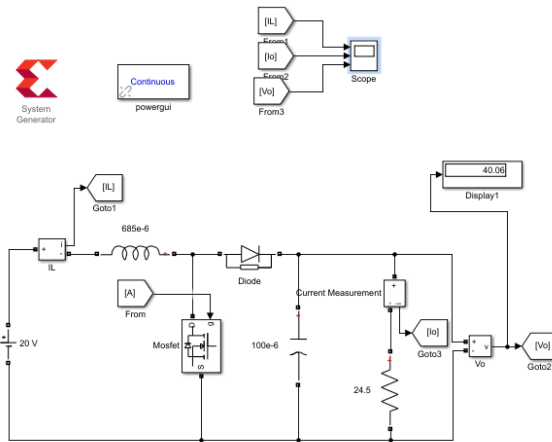 [IL]
From1
[Io]
From2
[Vo]
From3
Scope
System
Generator
Continuous
powergui
[IL]
Goto1
40.06
Display1
685e-6
i
+
-
IL
Diode
[A]
From
Current Measurement
+
-
[Io]
Goto3
D
g
S
Mosfet
20 V
+
100e-6
24.5
+
-
v
Vo
[Vo]
Goto2